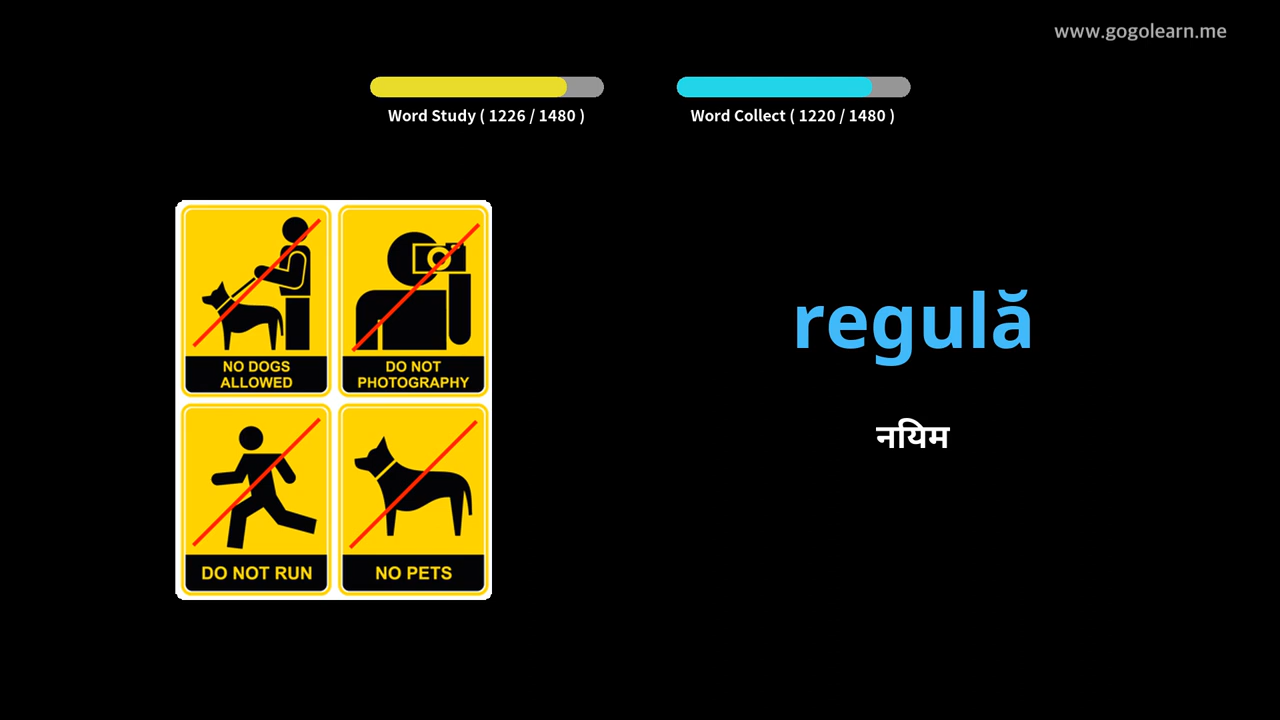 www.gogolearn.me
Word Study ( 1226 / 1480 )
Word Collect ( 1220 / 1480 )
NO DOGS
ALLOWED
DO NOT
PHOTOGRAPHY
DO NOT RUN
NO PETS
regulă
नयिम